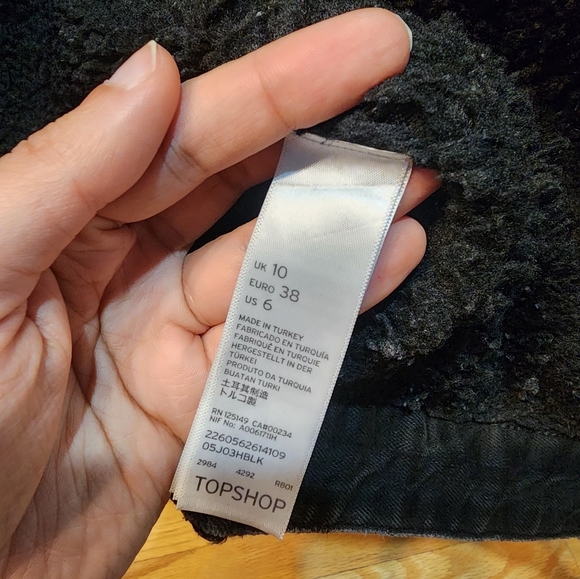 UK 10
EURO 38
US 6
MADE IN TURKEY
FABRICADO EN TURQUÍA
FABRIQUÉ EN TURQUIE
HERGESTELLT IN DER
TÜRKEI
PRODUTO DA TURQUIA
BUATAN TURKI
土耳其制造
トルコ製
RN 125149 CA#00234
NIF No: A0061711H
2260562614109
05J03HBLK
2984 4292 RB01
TOPSHOP